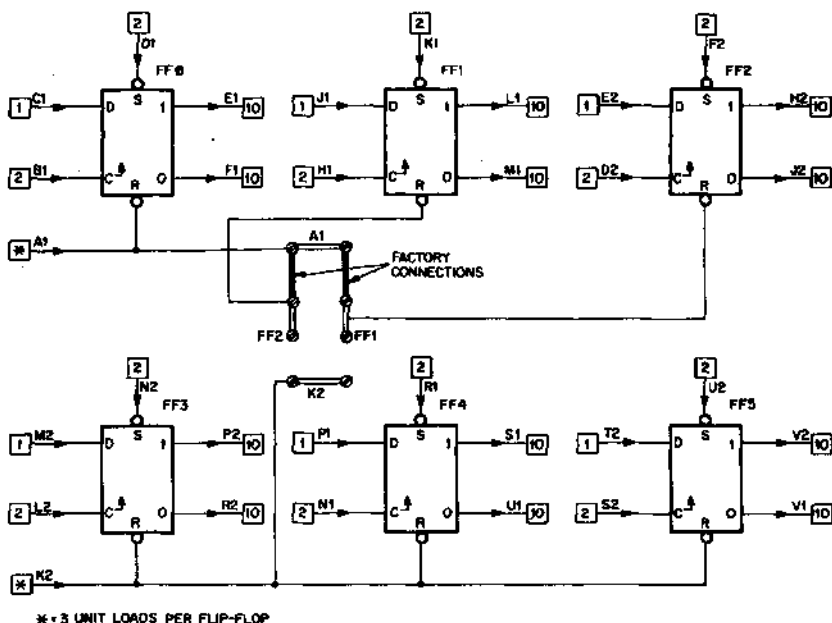 2 2 2
D1 K1 F2
FF0 FF1 FF2
1 C1 D S 1 E1 10 1 J1 D S 1 L1 10 1 E2 D S 1 H2 10
2 B1 C R 0 F1 10 2 H1 C R 0 M1 10 2 D2 C R 0 J2 10
* A1
A1
FACTORY
CONNECTIONS
FF2 FF1
K2
2 2 2
N2 R1 U2
FF3 FF4 FF5
1 M2 D S 1 P2 10 1 P1 D S 1 S1 10 1 T2 D S 1 V2 10
2 L2 C R 0 R2 10 2 N1 C R 0 U1 10 2 S2 C R 0 V1 10
* K2
* = 3 UNIT LOADS PER FLIP-FLOP